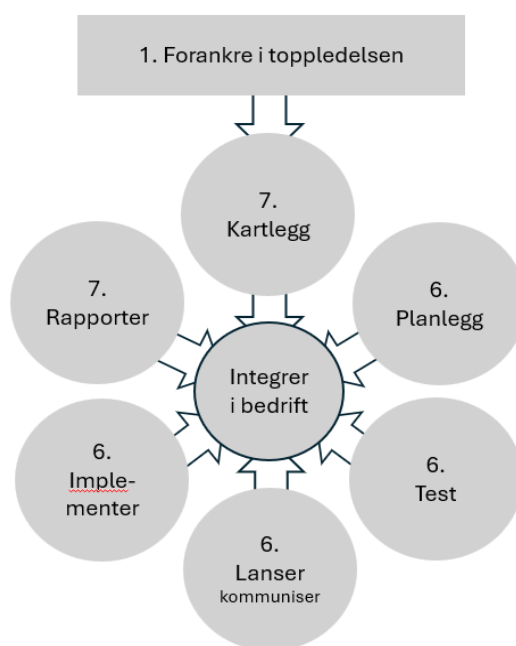 1. Forankre i toppledelsen
7.
Kartlegg
7.
Rapporter
6.
Planlegg
Integrer
i bedrift
6.
Imple-
menter
6.
Test
6.
Lanser
kommuniser